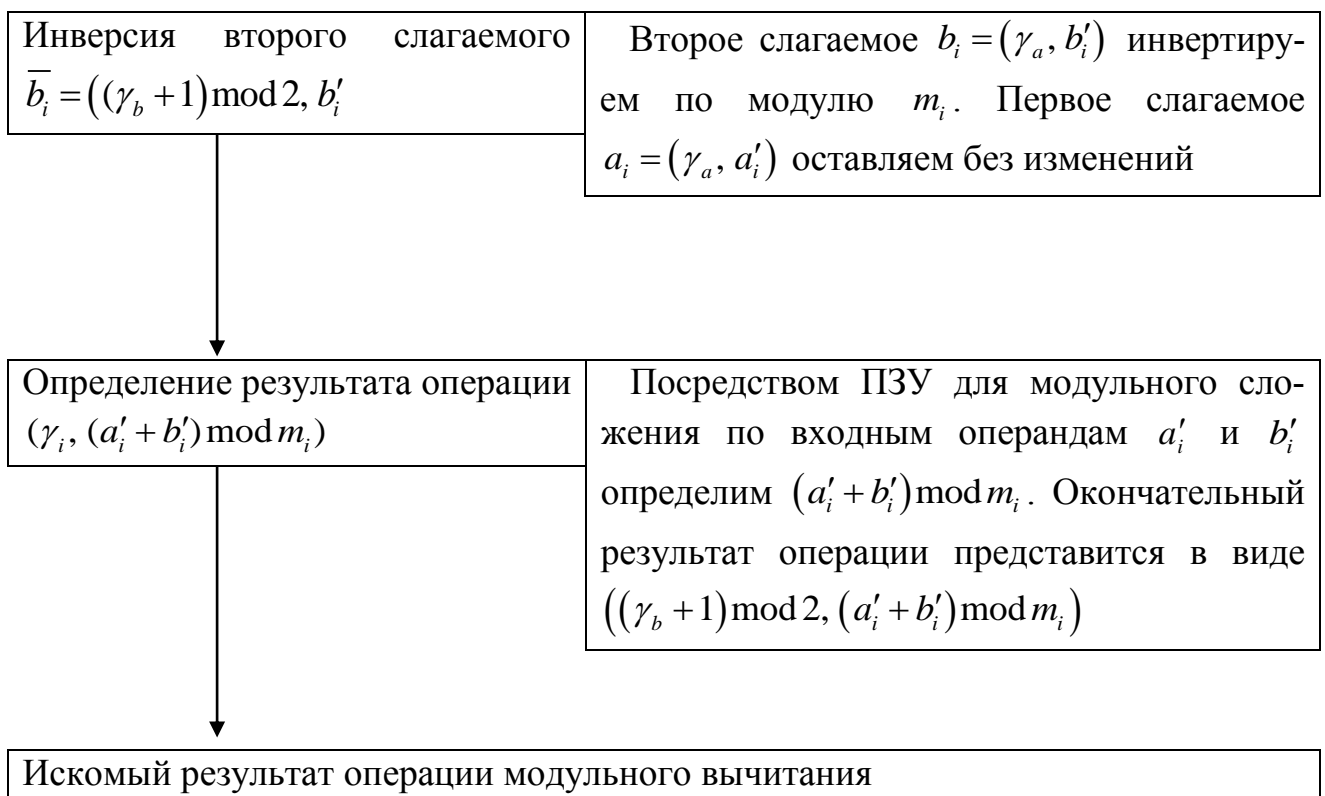 Инверсия второго слагаемого
$\overline{b_i} = \left((\gamma_b + 1) \bmod 2, b_i'\right.$
Второе слагаемое $b_i = (\gamma_a, b_i')$ инвертиру-
ем по модулю $m_i$. Первое слагаемое
$a_i = (\gamma_a, a_i')$ оставляем без изменений
Определение результата операции
$(\gamma_i, (a_i' + b_i') \bmod m_i)$
Посредством ПЗУ для модульного сло-
жения по входным операндам $a_i'$ и $b_i'$
определим $(a_i' + b_i') \bmod m_i$. Окончательный
результат операции представится в виде
$((\gamma_b + 1) \bmod 2, (a_i' + b_i') \bmod m_i)$
Искомый результат операции модульного вычитания